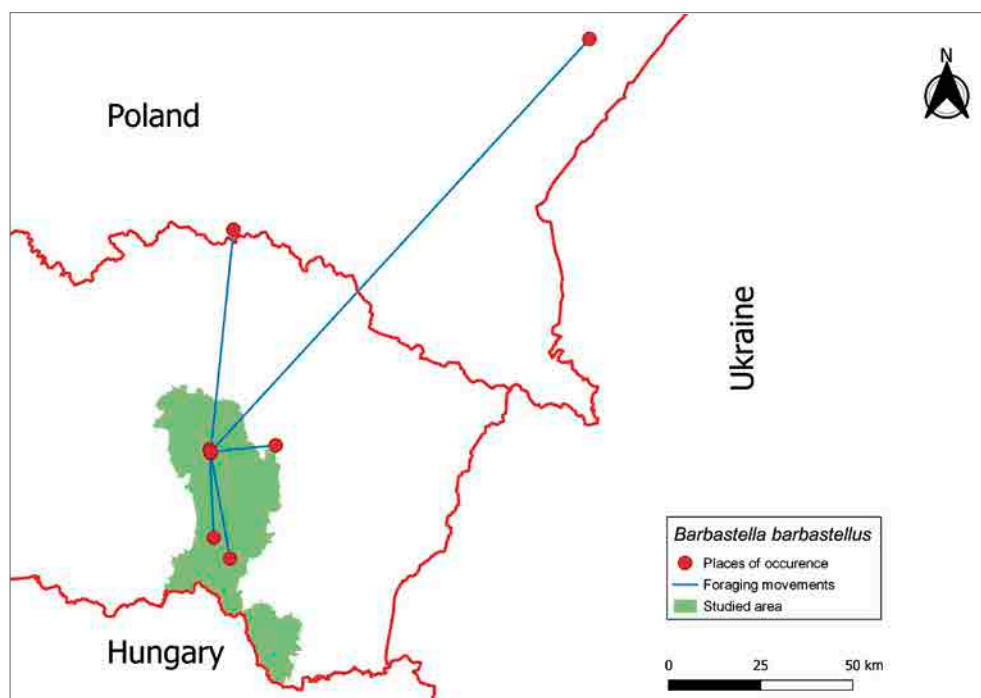 N
Poland
Ukraine
Barbastella barbastellus
Places of occurence
Foraging movements
Studied area
Hungary
0 25 50 km